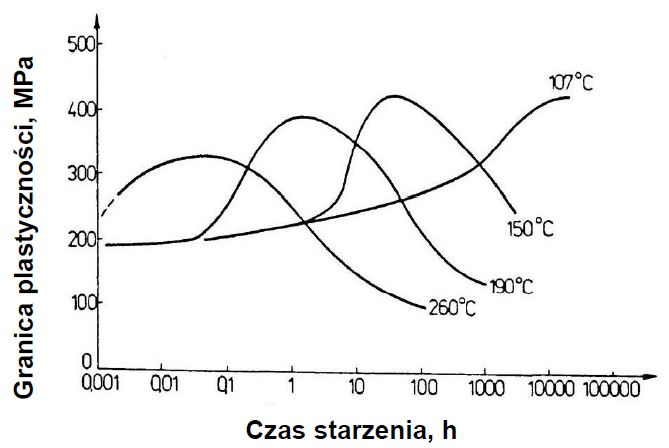 Granica plastyczności, MPa
500
400
300
200
100
0
107°C
150°C
190°C
260°C
0,001 0,01 0,1 1 10 100 1000 10000 100000
Czas starzenia, h